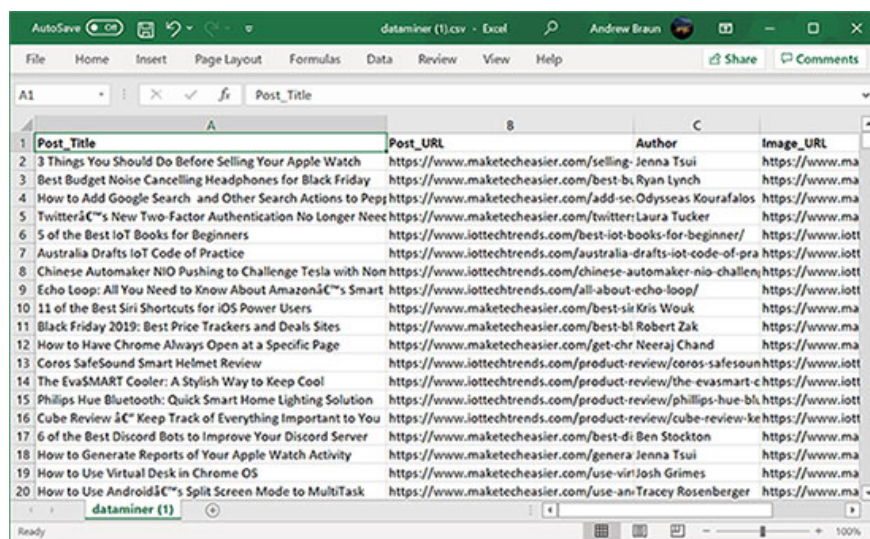 AutoSave Off dataminer (1).csv - Excel Andrew Braun
File Home Insert Page Layout Formulas Data Review View Help Share Comments
A1 fx Post_Title
A B C
1 Post_Title Post_URL Author Image_URL
2 3 Things You Should Do Before Selling Your Apple Watch https://www.maketecheasier.com/selling- Jenna Tsui https://www.ma
3 Best Budget Noise Cancelling Headphones for Black Friday https://www.maketecheasier.com/best-bu Ryan Lynch https://www.ma
4 How to Add Google Search and Other Search Actions to Pepp https://www.maketecheasier.com/add-se Odysseas Kourafalos https://www.ma
5 Twitterâ€™s New Two-Factor Authentication No Longer Neec https://www.maketecheasier.com/twitter Laura Tucker https://www.ma
6 5 of the Best IoT Books for Beginners https://www.iottechtrends.com/best-iot-books-for-beginner/ https://www.iott
7 Australia Drafts IoT Code of Practice https://www.iottechtrends.com/australia-drafts-iot-code-of-pra https://www.iott
8 Chinese Automaker NIO Pushing to Challenge Tesla with Non https://www.iottechtrends.com/chinese-automaker-nio-challeng https://www.iott
9 Echo Loop: All You Need to Know About Amazonâ€™s Smart https://www.iottechtrends.com/all-about-echo-loop/ https://www.iott
10 11 of the Best Siri Shortcuts for iOS Power Users https://www.maketecheasier.com/best-sir Kris Wouk https://www.ma
11 Black Friday 2019: Best Price Trackers and Deals Sites https://www.maketecheasier.com/best-bl Robert Zak https://www.ma
12 How to Have Chrome Always Open at a Specific Page https://www.maketecheasier.com/get-chr Neeraj Chand https://www.ma
13 Coros SafeSound Smart Helmet Review https://www.iottechtrends.com/product-review/coros-safesoun https://www.iott
14 The EvaSMART Cooler: A Stylish Way to Keep Cool https://www.iottechtrends.com/product-review/the-evasmart-c https://www.iott
15 Philips Hue Bluetooth: Quick Smart Home Lighting Solution https://www.iottechtrends.com/product-review/phillips-hue-blu https://www.iott
16 Cube Review â€“ Keep Track of Everything Important to You https://www.iottechtrends.com/product-review/cube-review-ke https://www.iott
17 6 of the Best Discord Bots to Improve Your Discord Server https://www.maketecheasier.com/best-di Ben Stockton https://www.ma
18 How to Generate Reports of Your Apple Watch Activity https://www.maketecheasier.com/genera Jenna Tsui https://www.ma
19 How to Use Virtual Desk in Chrome OS https://www.maketecheasier.com/use-virt Josh Grimes https://www.ma
20 How to Use Androidâ€™s Split Screen Mode to MultiTask https://www.maketecheasier.com/use-an Tracey Rosenberger https://www.ma
dataminer (1)
Ready 100%